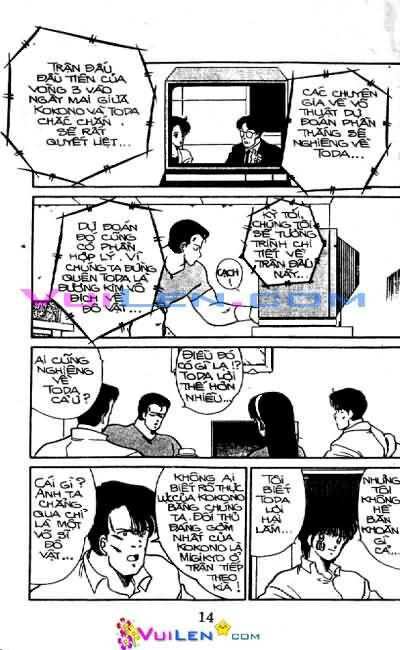 TRẬN ĐẤU
ĐẦU TIÊN CỦA
VÒNG 3 VÀO
NGÀY MAI GIỮA
KOKONO VÀ TODA
CHẮC CHẮN
SẼ RẤT
QUYẾT LIỆT...
CÁC CHUYÊN
GIA VỀ VÕ
THUẬT DỰ
ĐOÁN PHẦN
THẮNG SẼ
NGHIÊNG VỀ
TODA...
DỰ ĐOÁN
ĐÓ CŨNG
CÓ PHẦN
HỢP LÝ. VÌ
CHÚNG TA ĐỪNG
QUÊN TODA LÀ
ĐƯƠNG KIM VÔ
ĐỊCH VỀ
ĐÔ VẬT...
CẠCH!
KỲ TỚI,
CHÚNG TÔI
SẼ TƯỜNG
TRÌNH CHI
TIẾT VỀ
TRẬN ĐẤU
NÀY...
VUILEN.COM
AI CŨNG
NGHIÊNG
VỀ
TODA
CẢ Ư?
ĐIỀU ĐÓ
CÓ GÌ LẠ!?
TODA LỢI
THẾ HƠN
NHIỀU...
CÁI GÌ?
ANH TA
CHẲNG
QUA CHỈ
LÀ MỘT
VÕ SĨ
ĐÔ
VẬT...
KHÔNG AI
BIẾT RÕ THỰC
LỰC CỦA KOKONO
BẰNG CHÚNG
TA. ĐỐI THỦ
ĐÁNG GỜM
NHẤT CỦA
KOKONO LÀ
MIGIKYO Ở
TRẬN TIẾP
THEO
KIA!
TÔI
BIẾT
TODA
LỢI
HẠI
LẮM...
NHƯNG
TÔI
KHÔNG
HỀ
BĂN
KHOĂN
GÌ
CẢ...
14
VUILEN.COM